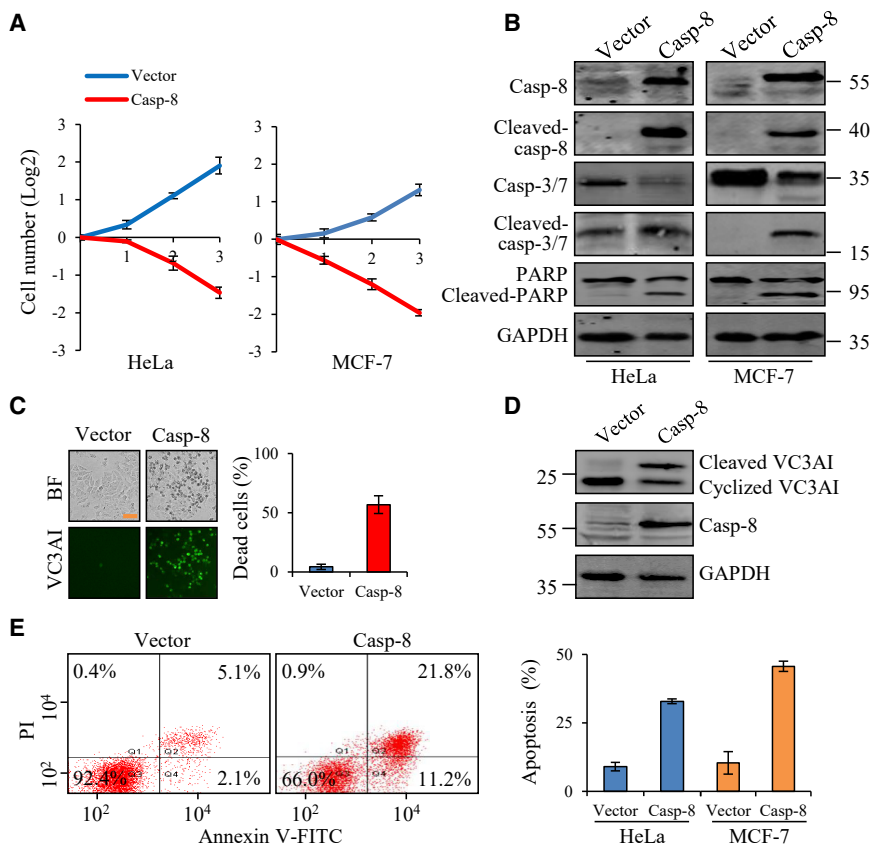 A
Vector
Casp-8
Cell number (Log2)
3
2
1
0
-1
-2
-3
1 2 3
HeLa
3
2
1
0
-1
-2
-3
1 2 3
MCF-7
B
Vector Casp-8 Vector Casp-8
Casp-8
55
Cleaved-
casp-8
40
Casp-3/7
35
Cleaved-
casp-3/7
15
PARP
Cleaved-PARP
95
GAPDH
35
HeLa MCF-7
C
Vector Casp-8
BF
VC3AI
Dead cells (%)
100
50
0
Vector Casp-8
D
Vector Casp-8
25
Cleaved VC3AI
Cyclized VC3AI
55
Casp-8
35
GAPDH
E
Vector Casp-8
PI
10⁴
10²
0.4% 5.1%
Q1 Q2
92.4% Q4 2.1%
10² 10⁴
0.9% 21.8%
Q1 Q2
66.0% Q4 11.2%
10² 10⁴
Annexin V-FITC
Apoptosis (%)
50
25
0
Vector Casp-8 Vector Casp-8
HeLa MCF-7